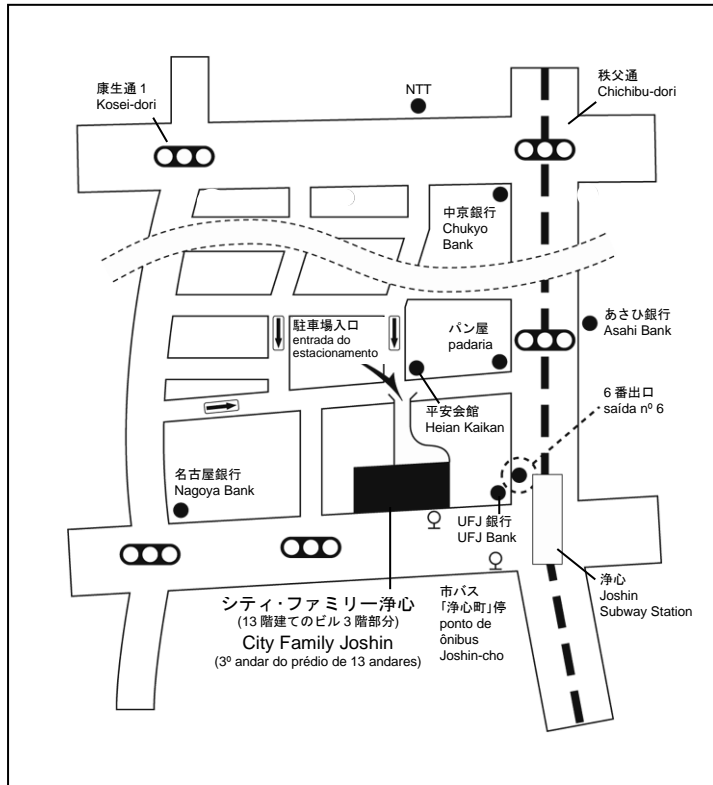 康生通 1
Kosei-dori
NTT
秩父通
Chichibu-dori
中京銀行
Chukyo
Bank
駐車場入口
entrada do
estacionamento
パン屋
padaria
あさひ銀行
Asahi Bank
平安会館
Heian Kaikan
6 番出口
saída nº 6
名古屋銀行
Nagoya Bank
UFJ 銀行
UFJ Bank
シティ・ファミリー浄心
(13 階建てのビル 3 階部分)
City Family Joshin
(3º andar do prédio de 13 andares)
市バス
「浄心町」停
ponto de
ônibus
Joshin-cho
浄心
Joshin
Subway Station